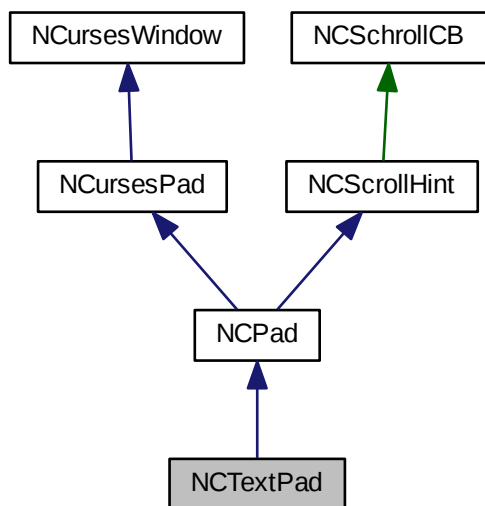 NCursesWindow
NCSchrollCB
NCursesPad
NCScrollHint
NCPad
NCTextPad